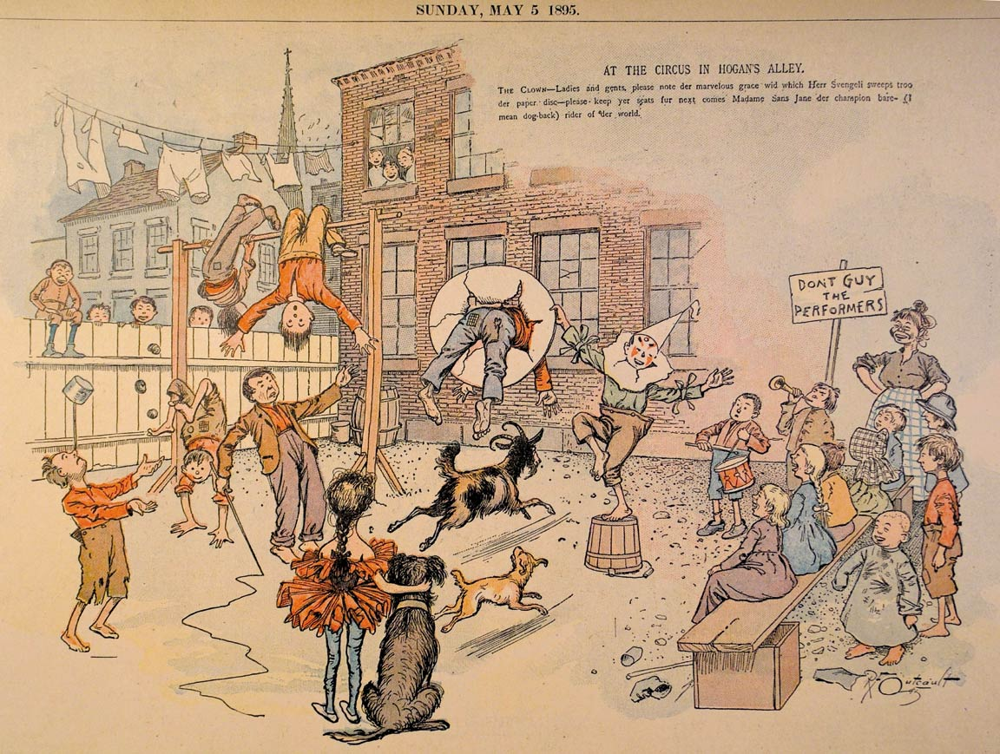 SUNDAY, MAY 5 1895.
AT THE CIRCUS IN HOGAN'S ALLEY.
THE CLOWN—Ladies and gents, please note der marvelous grace wid which Herr Svengeli sweeps troo
der paper disc—please keep yer seats fur next comes Madame Sans Jane der champion bare- (I
mean dog-back) rider of der world.
DONT GUY
THE
PERFORMERS
R F Outcault
95